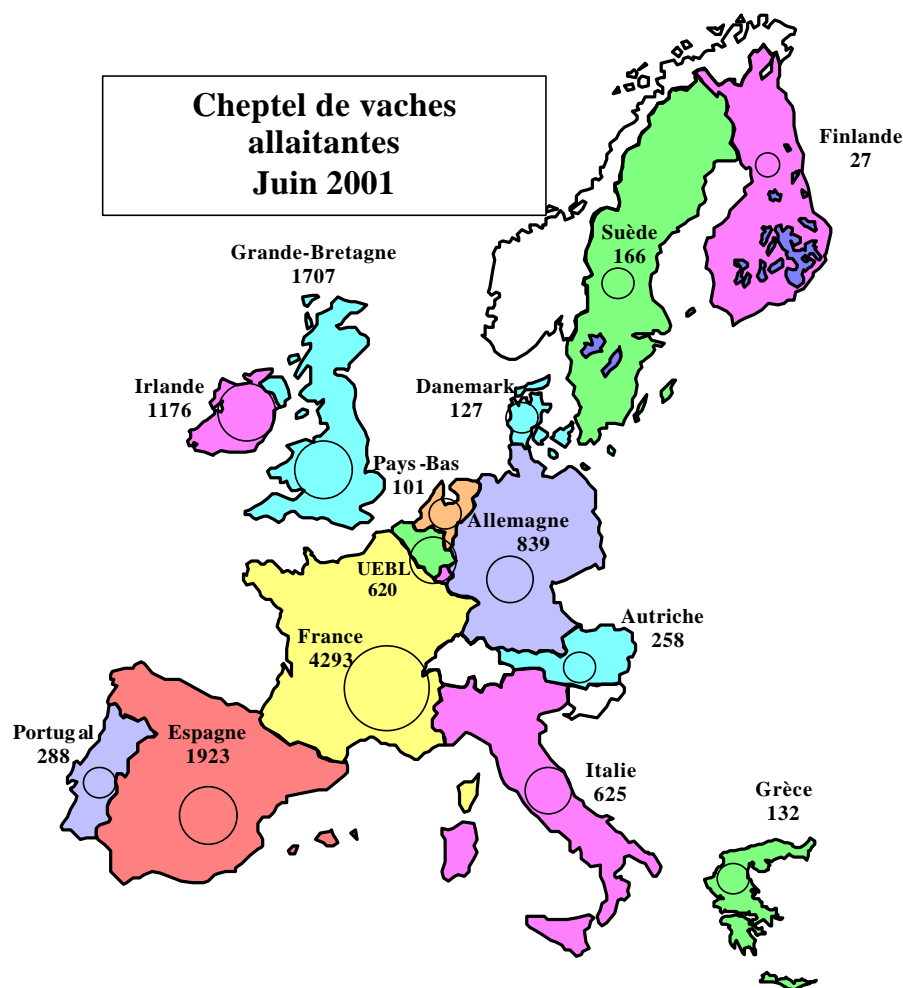 Cheptel de vaches
allaitantes
Juin 2001
Finlande
27
Suède
166
Grande-Bretagne
1707
Irlande
1176
Danemark
127
Pays-Bas
101
Allemagne
839
UEBL
620
Autriche
258
France
4293
Portugal
288
Espagne
1923
Italie
625
Grèce
132